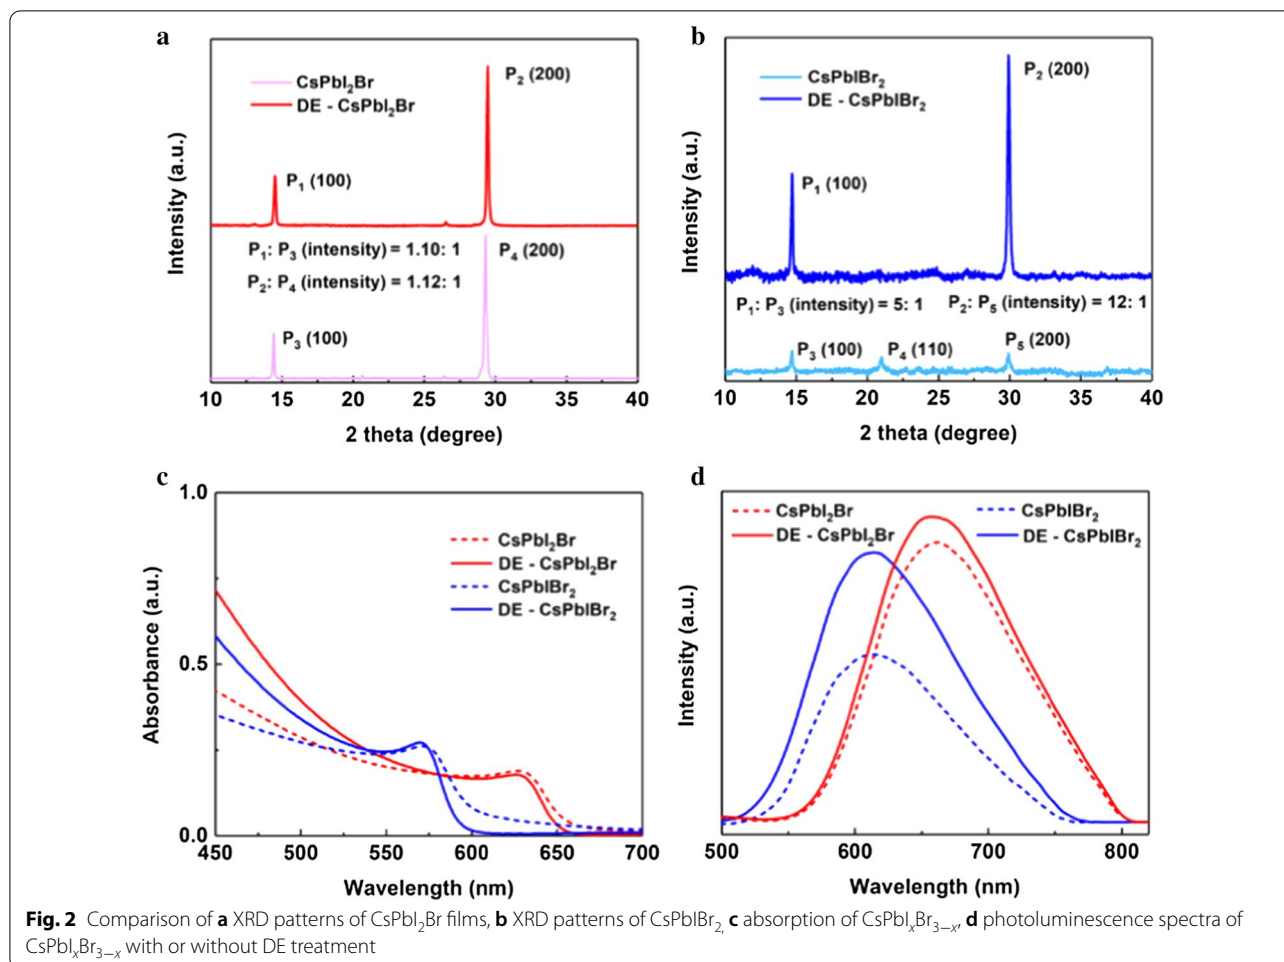 a
CsPbI₂Br
DE - CsPbI₂Br
P₂ (200)
P₁ (100)
P₁: P₃ (intensity) = 1.10: 1
P₂: P₄ (intensity) = 1.12: 1
P₄ (200)
P₃ (100)
Intensity (a.u.)
10 15 20 25 30 35 40
2 theta (degree)
b
CsPbIBr₂
DE - CsPbIBr₂
P₂ (200)
P₁ (100)
P₁: P₃ (intensity) = 5: 1
P₂: P₅ (intensity) = 12: 1
P₃ (100)
P₄ (110)
P₅ (200)
Intensity (a.u.)
10 15 20 25 30 35 40
2 theta (degree)
c
1.0
0.5
0.0
Absorbance (a.u.)
CsPbI₂Br
DE - CsPbI₂Br
CsPbIBr₂
DE - CsPbIBr₂
450 500 550 600 650 700
Wavelength (nm)
d
CsPbI₂Br
DE - CsPbI₂Br
CsPbIBr₂
DE - CsPbIBr₂
Intensity (a.u.)
500 600 700 800
Wavelength (nm)
Fig. 2 Comparison of a XRD patterns of CsPbI₂Br films, b XRD patterns of CsPbIBr₂, c absorption of CsPbIₓBr₃₋ₓ, d photoluminescence spectra of
CsPbIₓBr₃₋ₓ with or without DE treatment